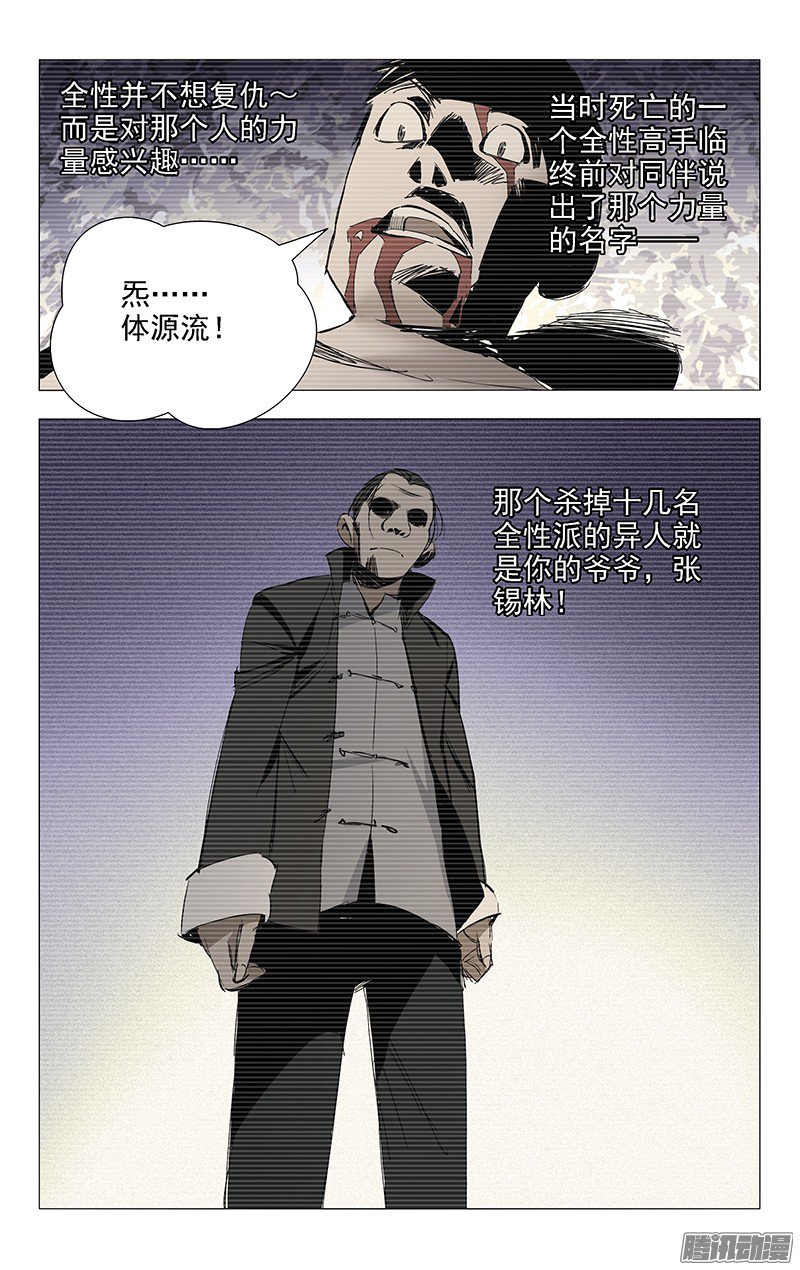 全性并不想复仇～
而是对那个人的力
量感兴趣……
当时死亡的一
个全性高手临
终前对同伴说
出了那个力量
的名字——
炁……
体源流！
那个杀掉十几名
全性派的异人就
是你的爷爷，张
锡林！
腾讯动漫